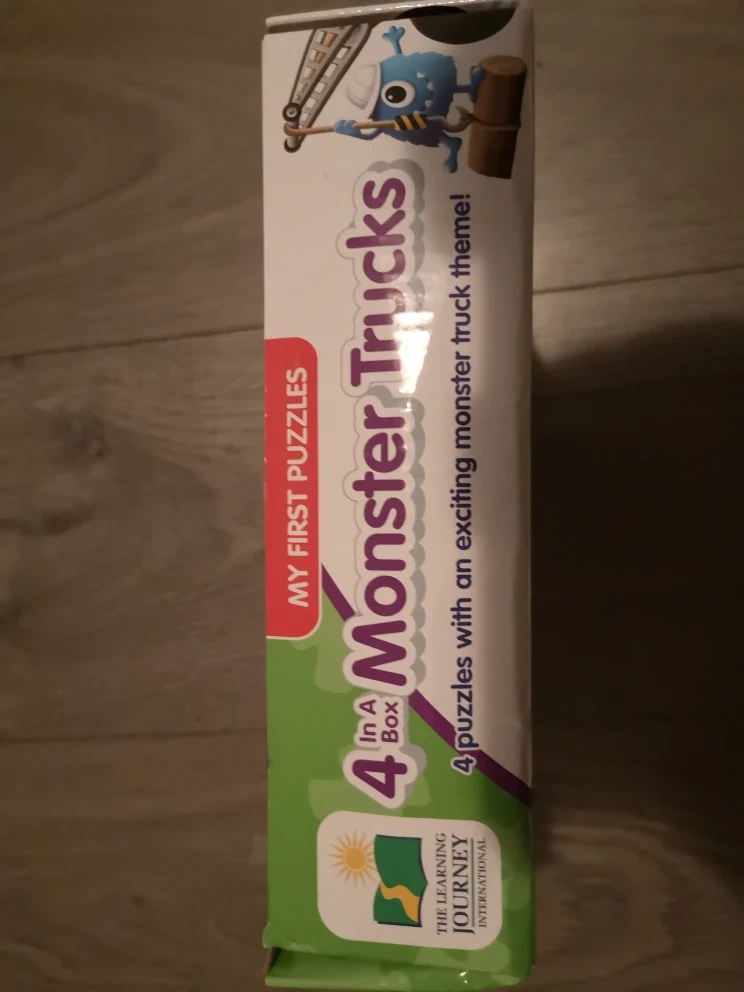 MY FIRST PUZZLES
4 In A
Box
Monster Trucks
4 puzzles with an exciting monster truck theme!
THE LEARNING
JOURNEY
INTERNATIONAL